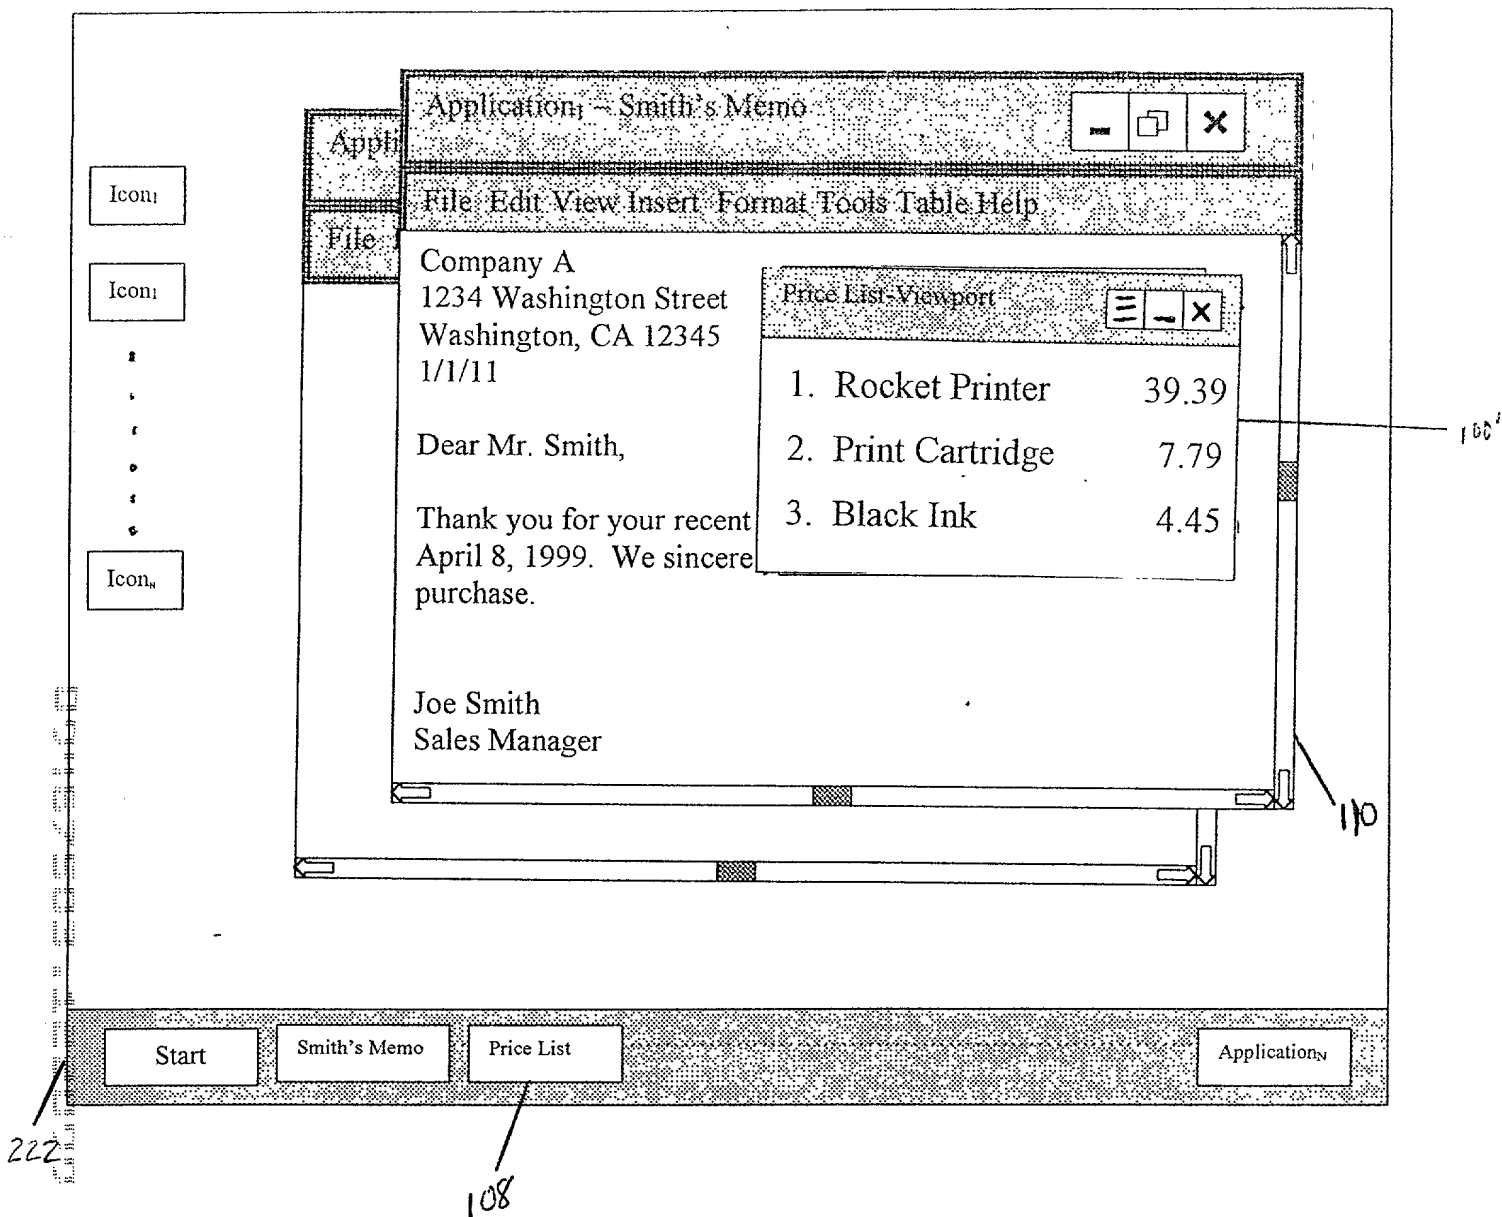 Application₁ – Smith's Memo
Appli
File Edit View Insert Format Tools Table Help
File
Icon₁
Icon₁
Iconₙ
Company A
1234 Washington Street
Washington, CA 12345
1/1/11
Dear Mr. Smith,
Thank you for your recent
April 8, 1999. We sincere
purchase.
Joe Smith
Sales Manager
Price List-Viewport
1. Rocket Printer 39.39
2. Print Cartridge 7.79
3. Black Ink 4.45
100'
110
Start
Smith's Memo
Price List
Applicationₙ
222
108